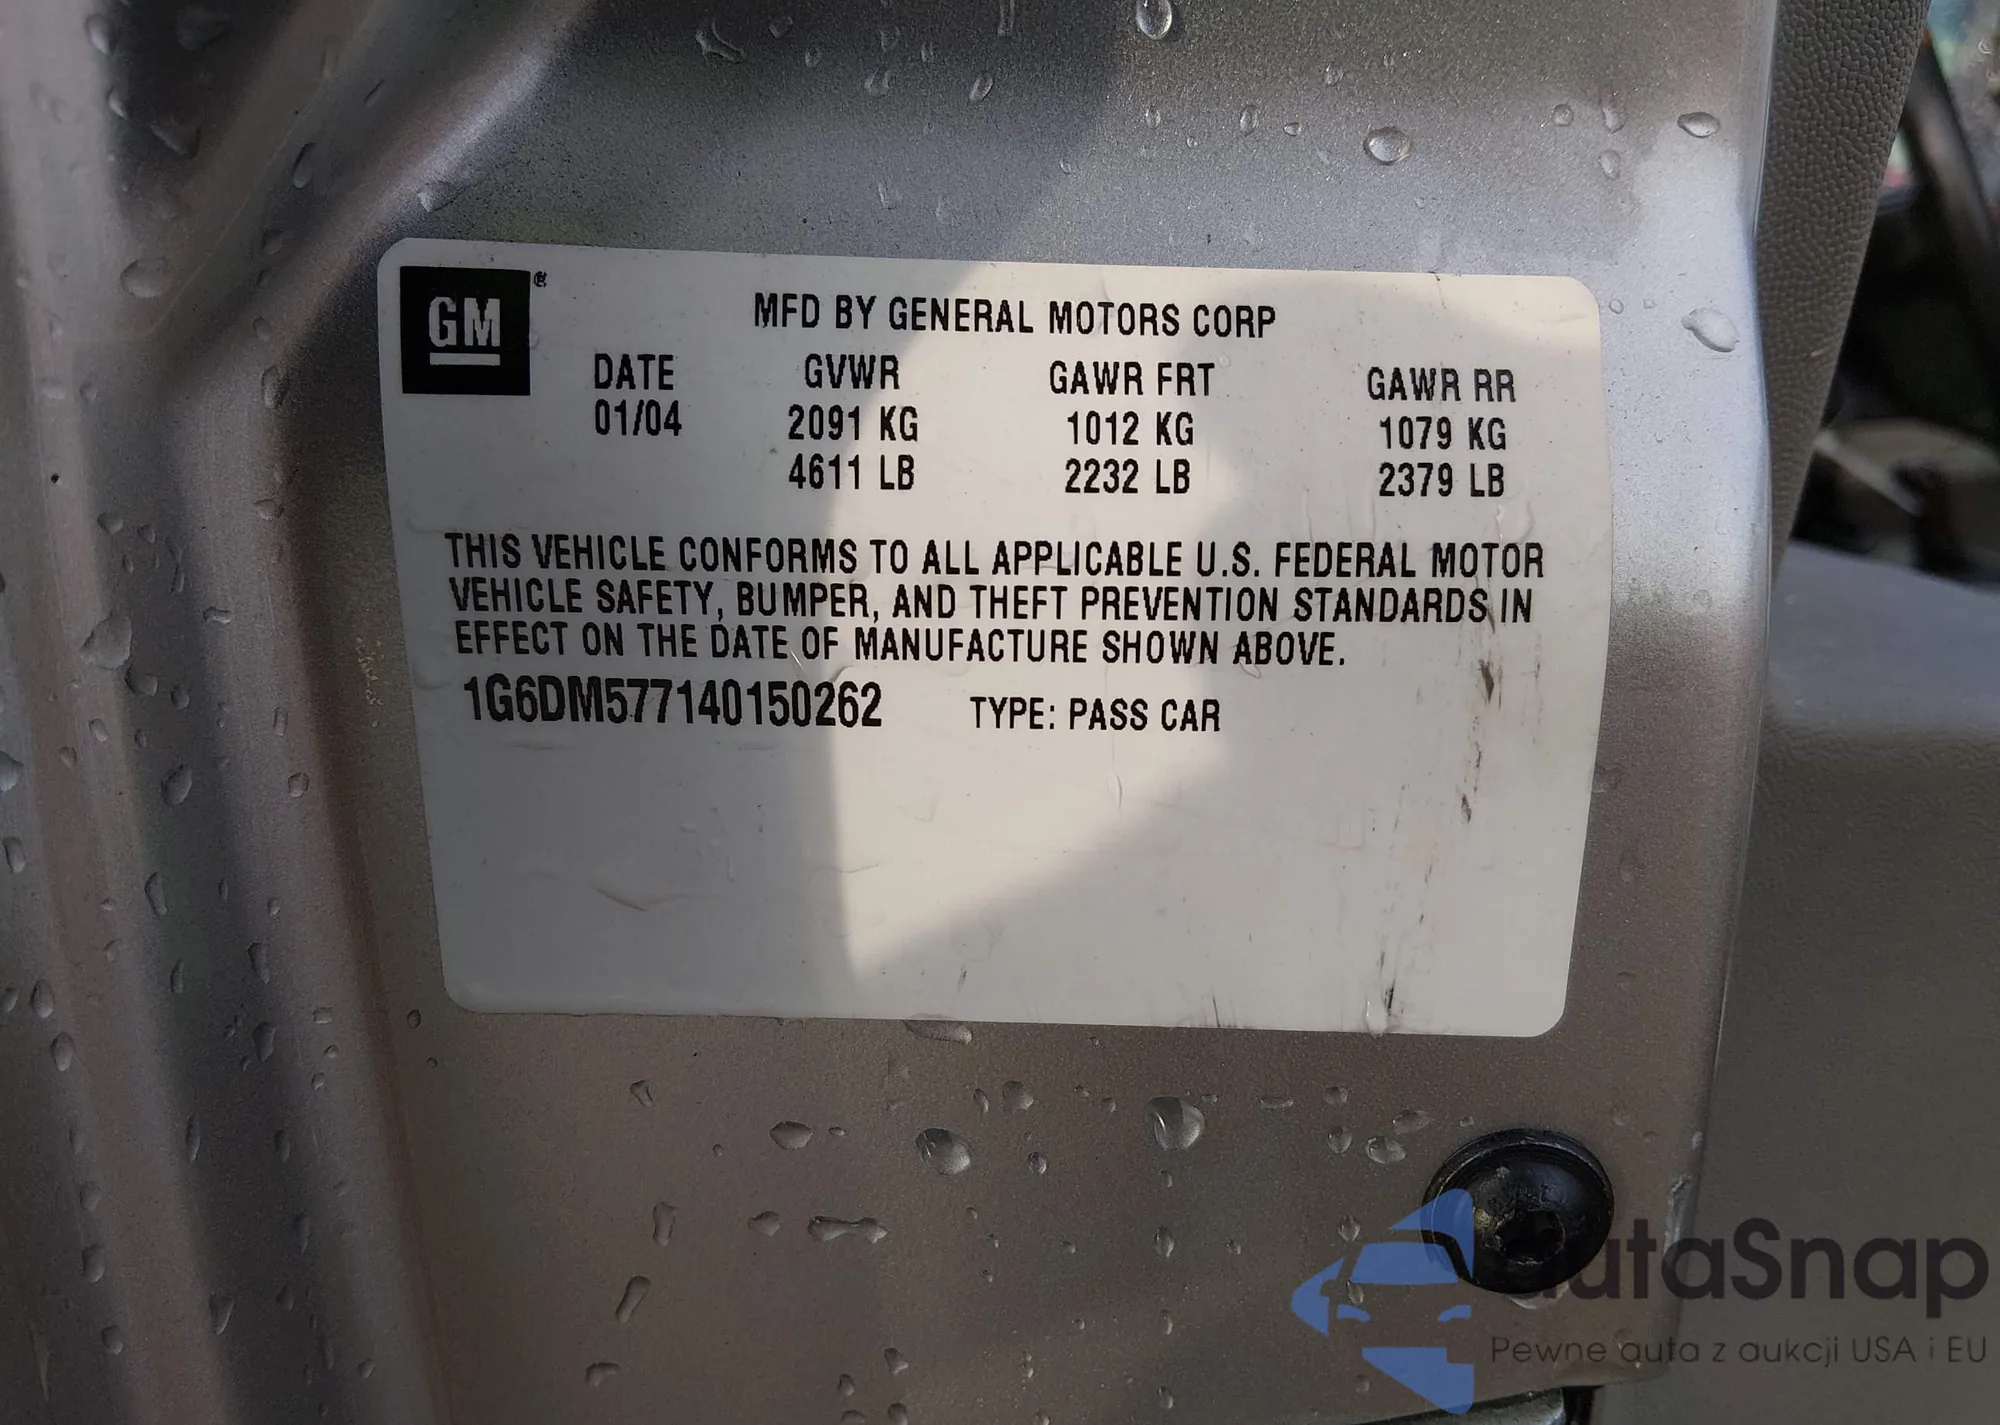 GM®
MFD BY GENERAL MOTORS CORP
DATE GVWR GAWR FRT GAWR RR
01/04 2091 KG 1012 KG 1079 KG
4611 LB 2232 LB 2379 LB
THIS VEHICLE CONFORMS TO ALL APPLICABLE U.S. FEDERAL MOTOR
VEHICLE SAFETY, BUMPER, AND THEFT PREVENTION STANDARDS IN
EFFECT ON THE DATE OF MANUFACTURE SHOWN ABOVE.
1G6DM577140150262 TYPE: PASS CAR
autaSnap
Pewne auta z aukcji USA i EU